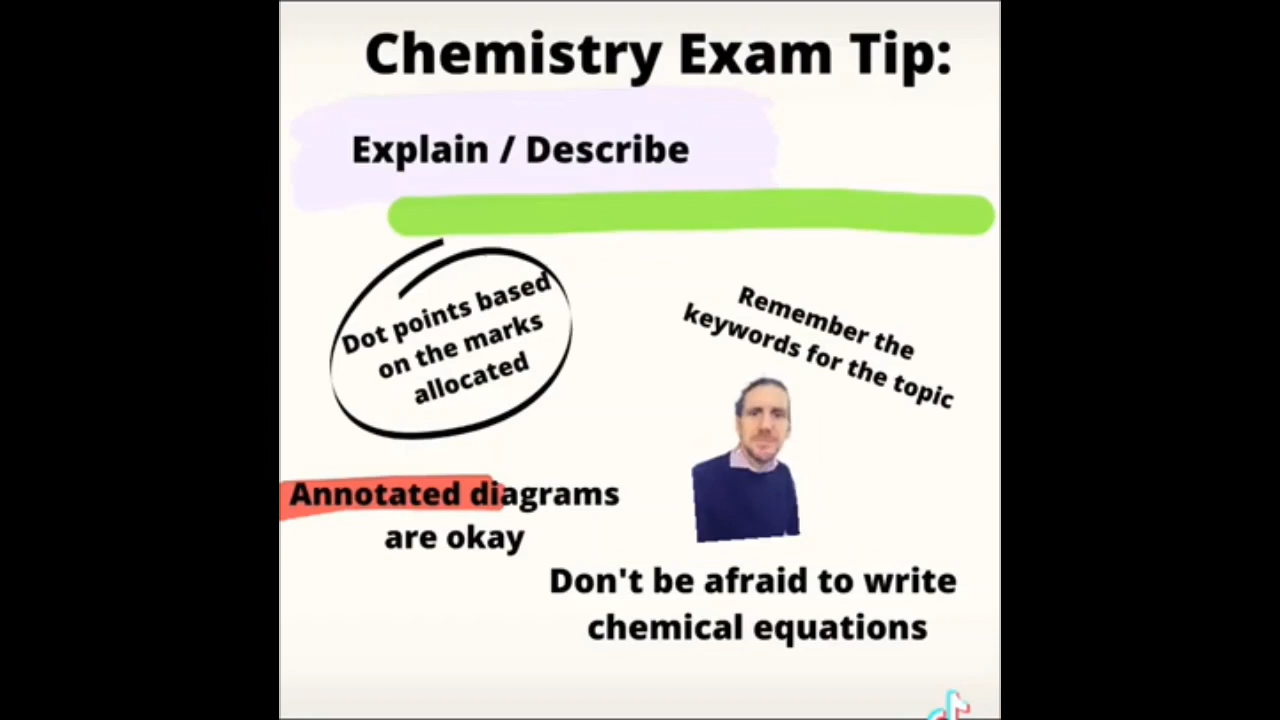 Chemistry Exam Tip:
Explain / Describe
Dot points based
on the marks
allocated
Remember the
keywords for the topic
Annotated diagrams
are okay
Don't be afraid to write
chemical equations